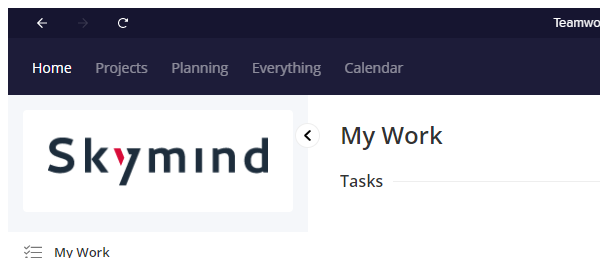 Teamwo
Home Projects Planning Everything Calendar
Skymind
My Work
Tasks
My Work